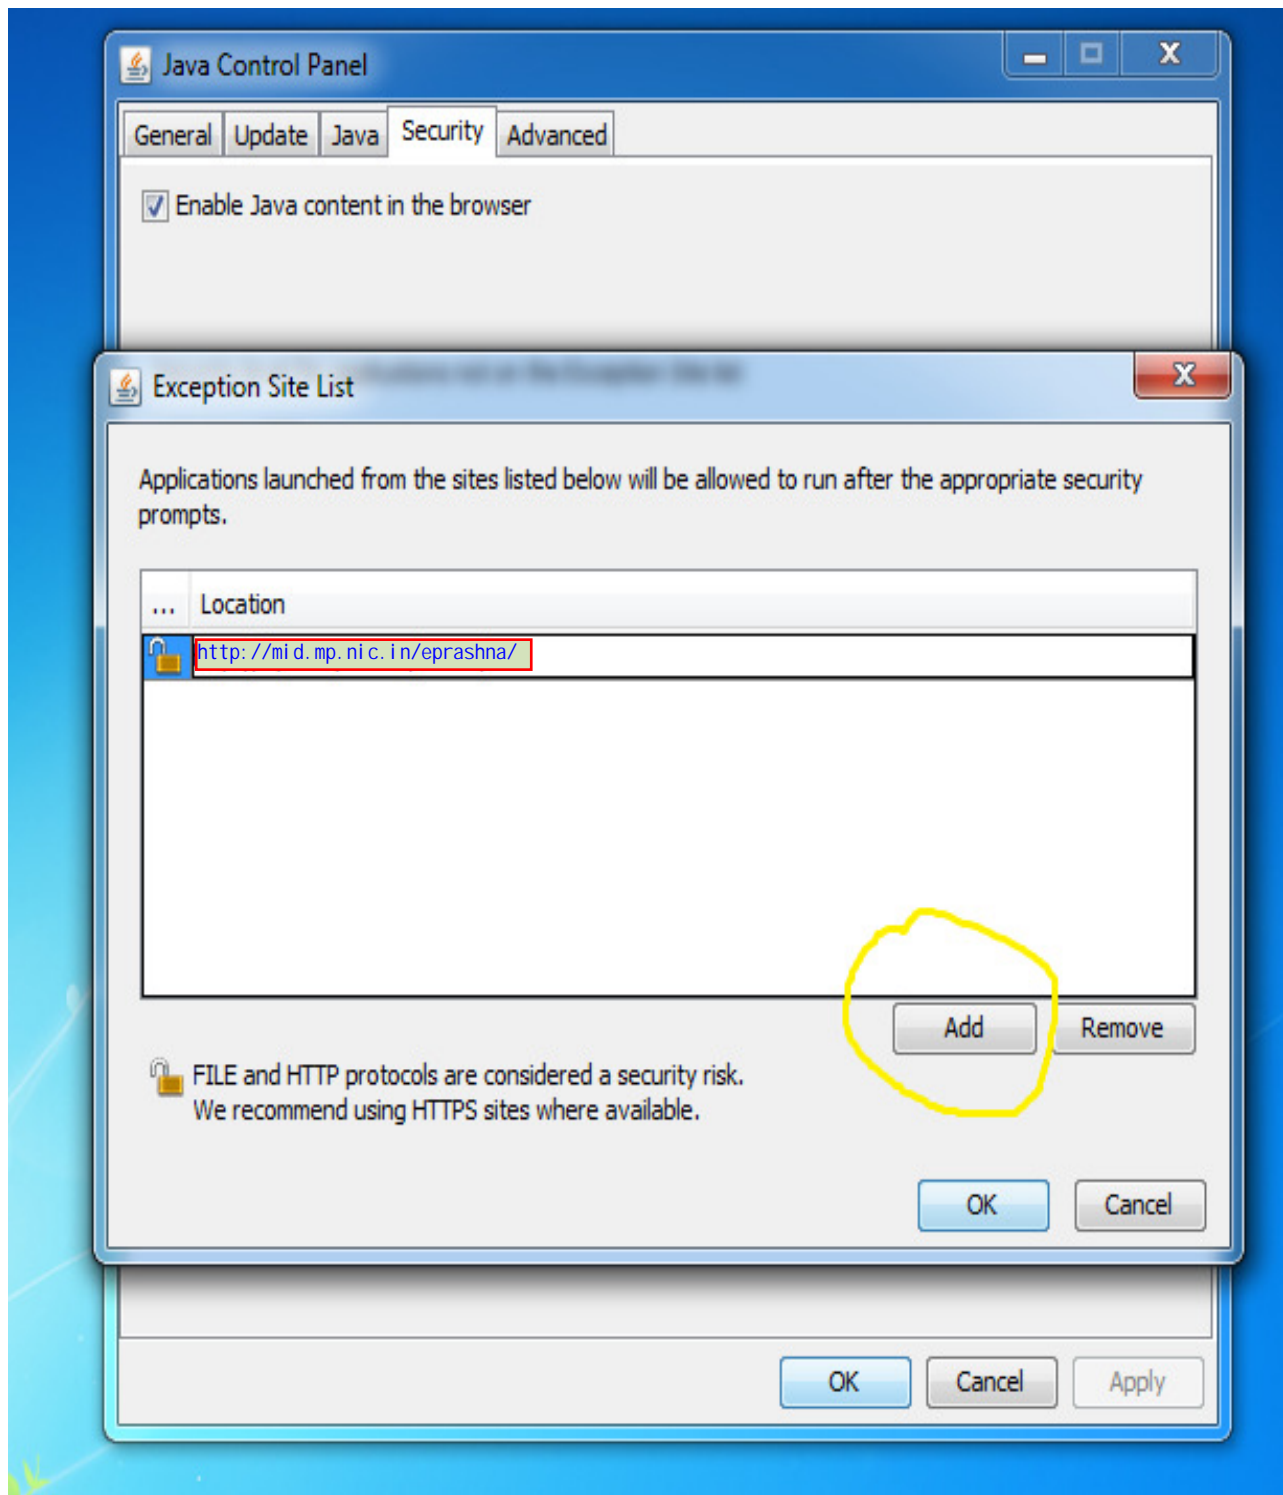 Java Control Panel
General Update Java Security Advanced
Enable Java content in the browser
Exception Site List
Applications launched from the sites listed below will be allowed to run after the appropriate security
prompts.
... Location
http://mid.mp.nic.in/eprashna/
Add Remove
FILE and HTTP protocols are considered a security risk.
We recommend using HTTPS sites where available.
OK Cancel
OK Cancel Apply